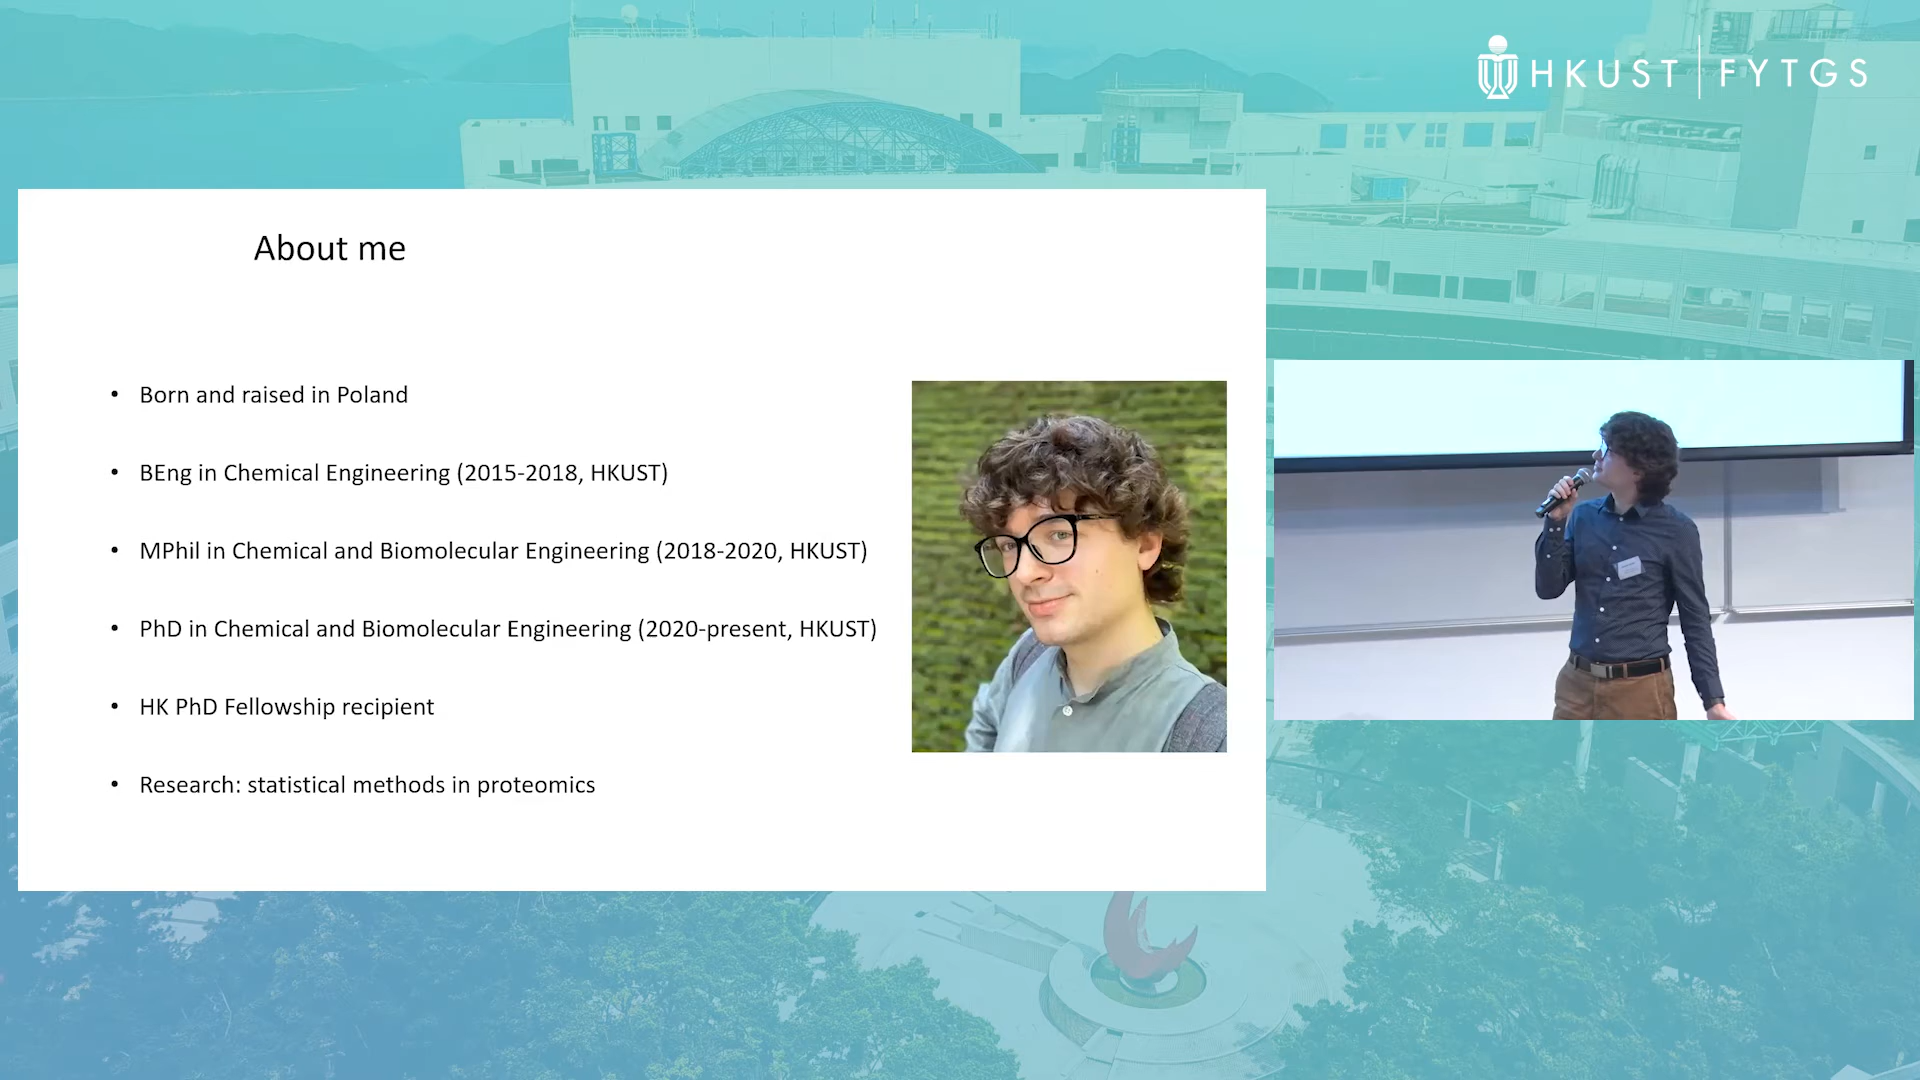 HKUST | FYTGS
About me
• Born and raised in Poland
• BEng in Chemical Engineering (2015-2018, HKUST)
• MPhil in Chemical and Biomolecular Engineering (2018-2020, HKUST)
• PhD in Chemical and Biomolecular Engineering (2020-present, HKUST)
• HK PhD Fellowship recipient
• Research: statistical methods in proteomics